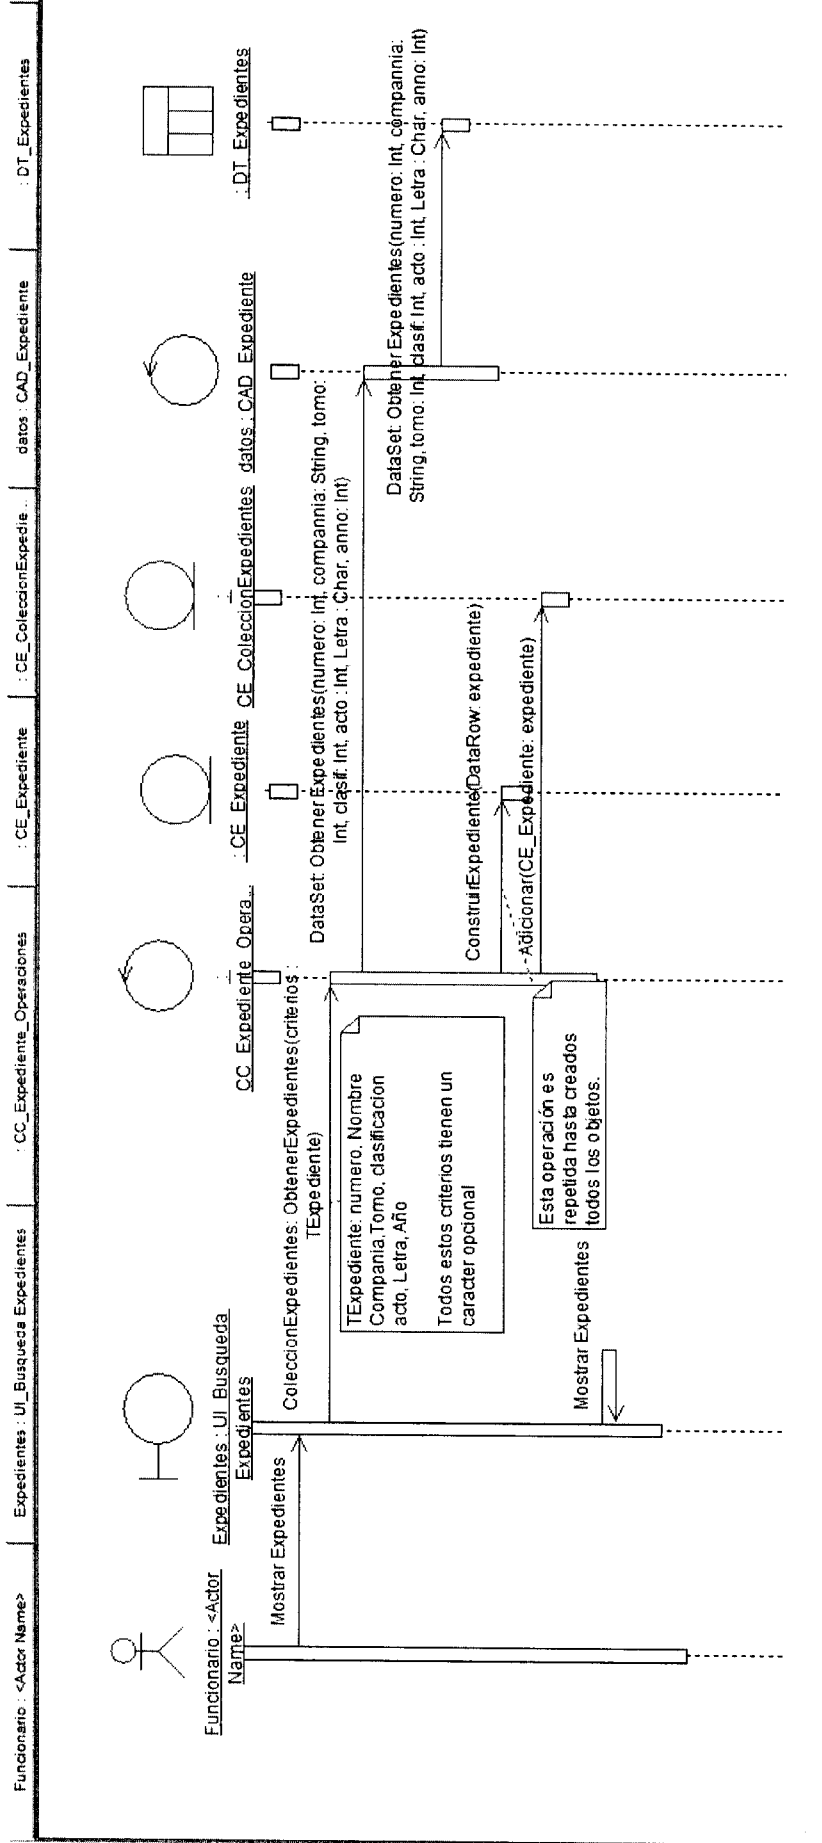 Funcionario : <Actor Name>
Expedientes : UI_Busqueda Expedientes
: CC_Expediente_Operaciones
: CE_Expediente
: CE_ColeccionExpedie...
datos : CAD_Expediente
: DT_Expedientes
Funcionario : <Actor
Name>
Expedientes : UI_Busqueda
Expedientes
CC_Expediente_Opera...
: CE_Expediente
CE_ColeccionExpedientes
datos : CAD_Expediente
: DT_Expedientes
Mostrar Expedientes
ColeccionExpedientes: ObtenerExpedientes(criterios :
TExpediente)
TExpediente: numero, Nombre
Compania,Tomo, clasificacion
acto, Letra,Año
Todos estos criterios tienen un
caracter opcional
DataSet: ObtenerExpedientes(numero: Int, compannia: String, tomo:
Int, clasif: Int, acto : Int, Letra : Char, anno: Int)
DataSet: ObtenerExpedientes(numero: Int, compannia:
String, tomo: Int, clasif: Int, acto : Int, Letra : Char, anno: Int)
ConstruirExpediente(DataRow: expediente)
Adicionar(CE_Expediente: expediente)
Esta operación es
repetida hasta creados
todos los objetos.
Mostrar Expedientes